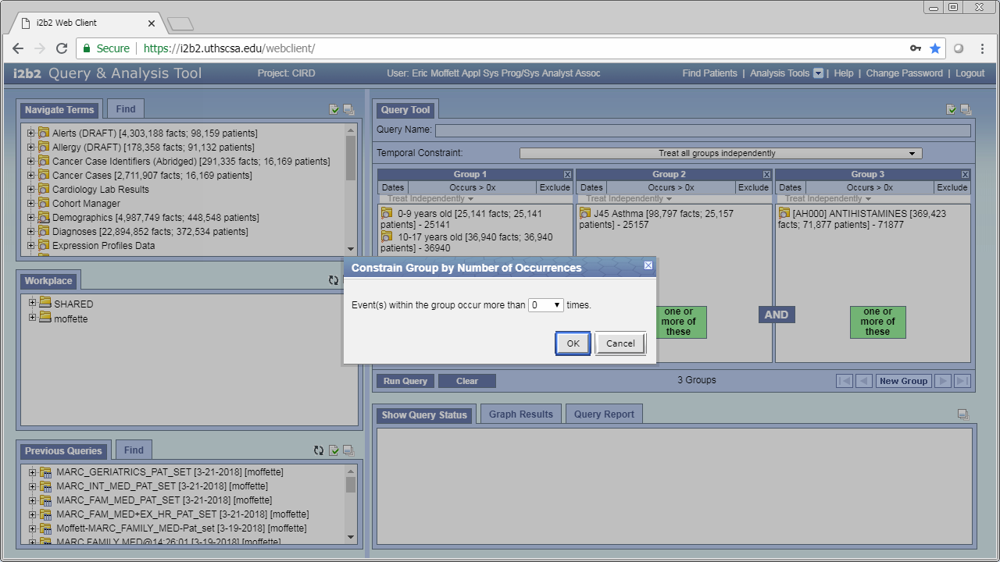 i2b2 Web Client
Secure
https://i2b2.uthscsa.edu/webclient/
i2b2 Query & Analysis Tool
Project: CIRD
User: Eric Moffett Appl Sys Prog/Sys Analyst Assoc
Find Patients | Analysis Tools | Help | Change Password | Logout
Navigate Terms
Find
Alerts (DRAFT) [4,303,188 facts; 98,159 patients]
Allergy (DRAFT) [178,358 facts; 91,132 patients]
Cancer Case Identifiers (Abridged) [291,335 facts; 16,169 patients]
Cancer Cases [2,711,907 facts; 16,169 patients]
Cardiology Lab Results
Cohort Manager
Demographics [4,987,749 facts; 448,548 patients]
Diagnoses [22,894,852 facts; 372,534 patients]
Expression Profiles Data
Workplace
SHARED
moffette
Previous Queries
Find
MARC_GERIATRICS_PAT_SET [3-21-2018] [moffette]
MARC_INT_MED_PAT_SET [3-21-2018] [moffette]
MARC_FAM_MED_PAT_SET [3-21-2018] [moffette]
MARC_FAM_MED+EX_HR_PAT_SET [3-21-2018] [moffette]
Moffett-MARC_FAMILY_MED-Pat_set [3-19-2018] [moffette]
MARC FAMILY MED@14:26:01 [3-19-2018] [moffette]
Query Tool
Query Name:
Temporal Constraint:
Treat all groups independently
Group 1
Dates
Occurs > 0x
Exclude
Treat Independently
0-9 years old [25,141 facts; 25,141
patients] - 25141
10-17 years old [36,940 facts; 36,940
patients] - 36940
Group 2
Dates
Occurs > 0x
Exclude
Treat Independently
J45 Asthma [98,797 facts; 25,157
patients] - 25157
one or
more of
these
AND
Group 3
Dates
Occurs > 0x
Exclude
Treat Independently
[AH000] ANTIHISTAMINES [369,423
facts; 71,877 patients] - 71877
one or
more of
these
Constrain Group by Number of Occurrences
Event(s) within the group occur more than 0 times.
OK
Cancel
Run Query
Clear
3 Groups
New Group
Show Query Status
Graph Results
Query Report